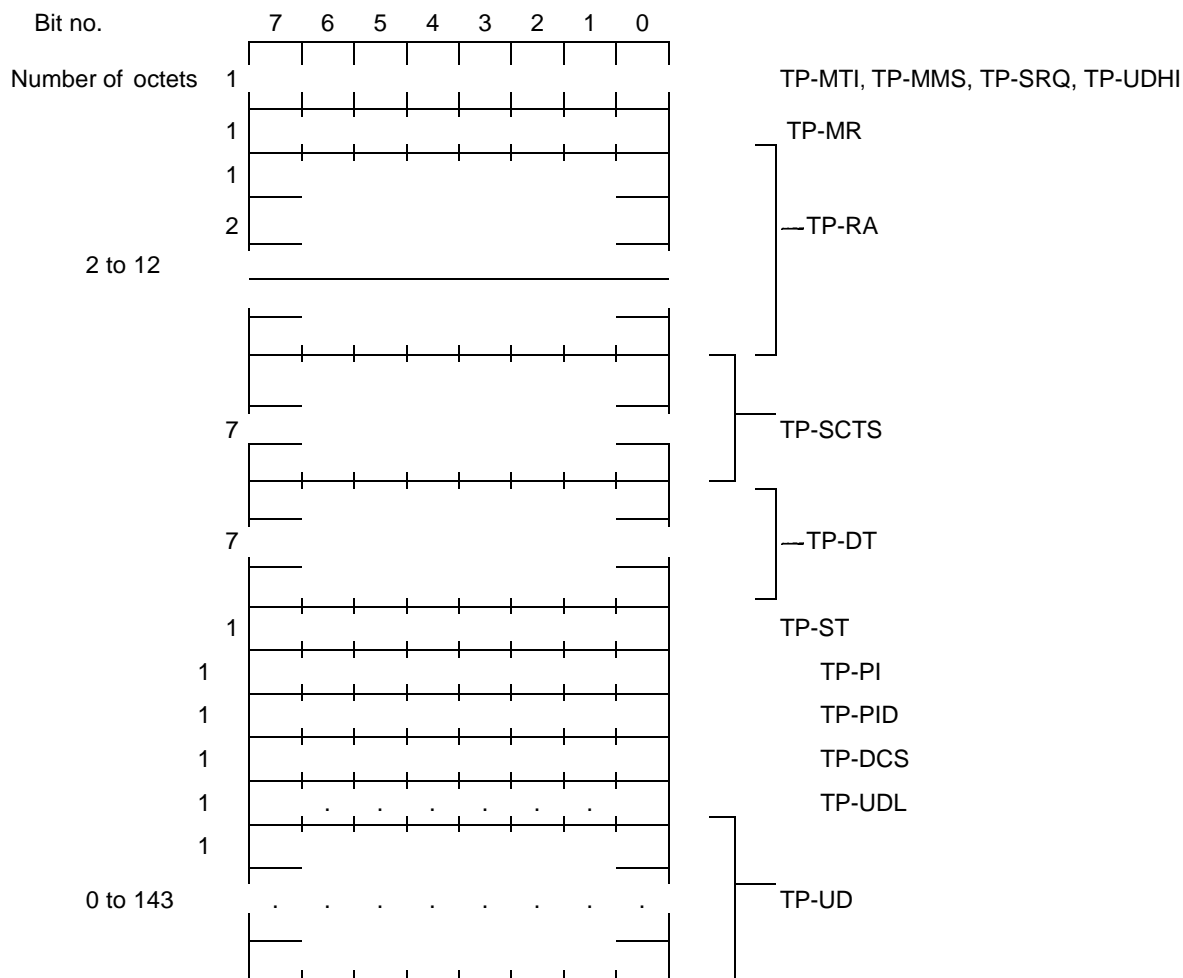 Bit no. 7 6 5 4 3 2 1 0
Number of octets 1 TP-MTI, TP-MMS, TP-SRQ, TP-UDHI
1 TP-MR
1
2 TP-RA
2 to 12
7 TP-SCTS
7 TP-DT
1 TP-ST
1 TP-PI
1 TP-PID
1 TP-DCS
1 . . . . . . TP-UDL
1
0 to 143 . . . . . . . . TP-UD